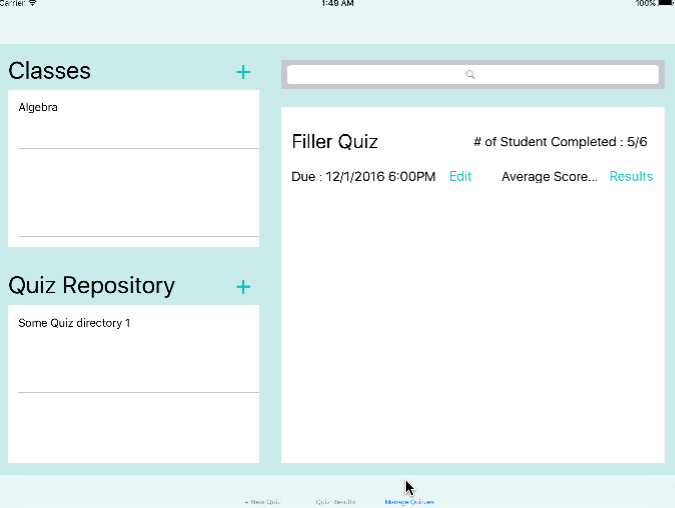 Carrier 1:49 AM 100%
Classes +
Algebra
Quiz Repository +
Some Quiz directory 1
Filler Quiz # of Student Completed : 5/6
Due : 12/1/2016 6:00PM Edit Average Score... Results
+ New Quiz Quiz Results Manage Quizzes